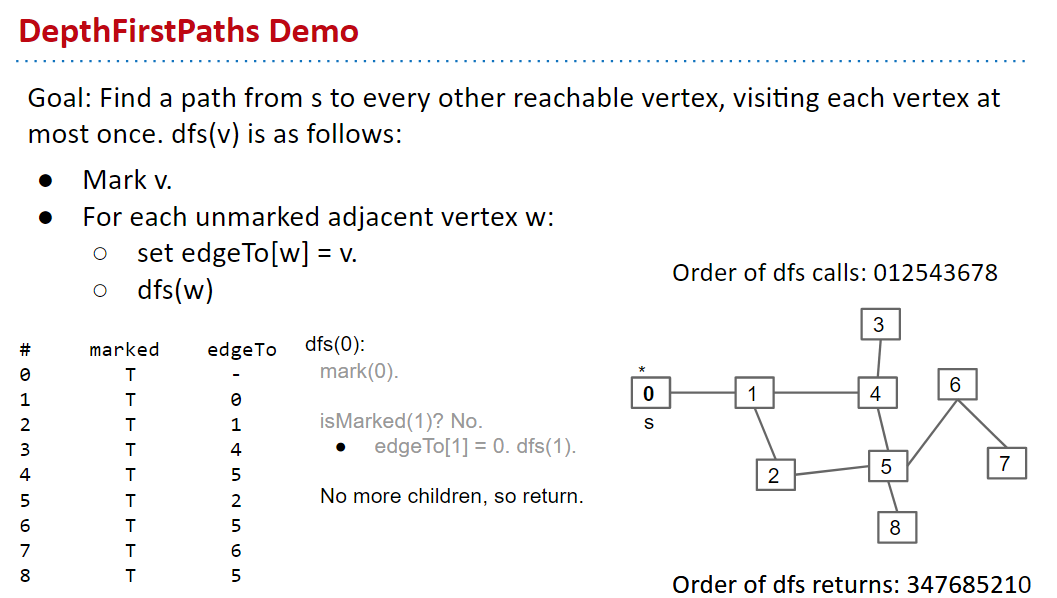 DepthFirstPaths Demo
Goal: Find a path from s to every other reachable vertex, visiting each vertex at
most once. dfs(v) is as follows:
● Mark v.
● For each unmarked adjacent vertex w:
○ set edgeTo[w] = v.
○ dfs(w)
# marked edgeTo
0 T -
1 T 0
2 T 1
3 T 4
4 T 5
5 T 2
6 T 5
7 T 6
8 T 5
dfs(0):
mark(0).
isMarked(1)? No.
● edgeTo[1] = 0. dfs(1).
No more children, so return.
Order of dfs calls: 012543678
3
*
0
s
1
4
6
2
5
7
8
Order of dfs returns: 347685210